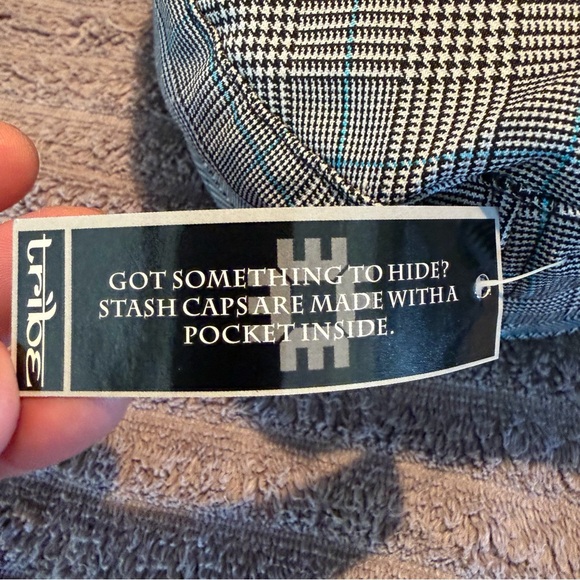 tribe
GOT SOMETHING TO HIDE?
STASH CAPS ARE MADE WITH A
POCKET INSIDE.